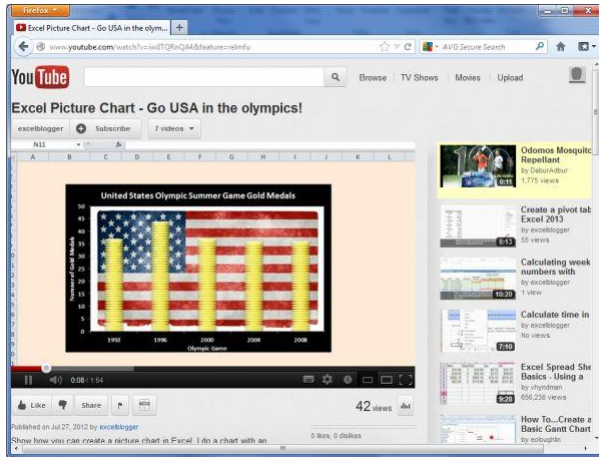 Firefox
Excel Picture Chart - Go USA in the olym...
www.youtube.com/watch?v=
AVG Secure Search
You Tube
Browse | TV Shows | Movies | Upload
Excel Picture Chart - Go USA in the olympics!
excelblogger Subscribe 7 videos
N11 fx
A B C D E F G H I J K L
United States Olympic Summer Game Gold Medals
Number of Gold Medals
50
45
40
35
30
25
20
15
10
5
0
1992 1996 2000 2004 2008
Olympic Game
0:08 / 1:54
Like Share
42 views
Published on Jul 27, 2012 by excelblogger
0 likes, 0 dislikes
Show how you can create a picture chart in Excel. I do a chart with an
Odomos Mosquito
Repellant
by DaburAdbur
1,775 views
0:11
Create a pivot tab
Excel 2013
by excelblogger
55 views
8:13
Calculating week
numbers with
by excelblogger
1 view
10:20
Calculate time in
by excelblogger
No views
7:10
Excel Spread She
Basics - Using a
by vhyndman
656,238 views
9:28
How To...Create a
Basic Gantt Chart
by eoloughlin